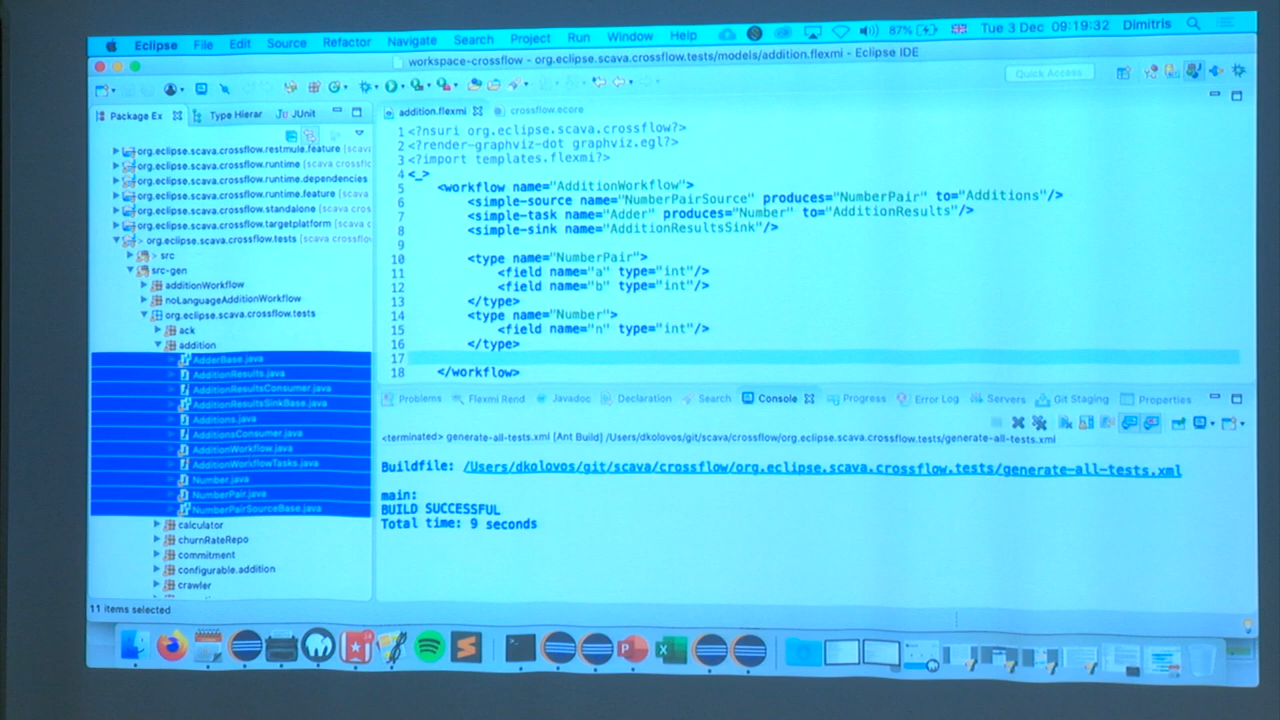 Eclipse File Edit Source Refactor Navigate Search Project Run Window Help 87% Tue 3 Dec 09:19:32 Dimitris
workspace-crossflow - org.eclipse.scava.crossflow.tests/models/addition.flexmi - Eclipse IDE
Quick Access
Package Ex Type Hierar JUnit
org.eclipse.scava.crossflow.restmule.feature (scava crossfl
org.eclipse.scava.crossflow.runtime (scava crossflc
org.eclipse.scava.crossflow.runtime.dependencies
org.eclipse.scava.crossflow.runtime.feature (scava
org.eclipse.scava.crossflow.standalone [scava cros
org.eclipse.scava.crossflow.targetplatform [scava c
> org.eclipse.scava.crossflow.tests [scava crossflov
> src
src-gen
additionWorkflow
noLanguageAdditionWorkflow
org.eclipse.scava.crossflow.tests
ack
addition
AdderBase.java
AdditionResults.java
AdditionResultsConsumer.java
AdditionResultsSinkBase.java
Additions.java
AdditionsConsumer.java
AdditionWorkflow.java
AdditionWorkflowTasks.java
Number.java
NumberPair.java
NumberPairSourceBase.java
calculator
churnRateRepo
commitment
configurable.addition
crawler
11 items selected
addition.flexmi crossflow.ecore
1 <?nsuri org.eclipse.scava.crossflow?>
2 <?render-graphviz-dot graphviz.egl?>
3 <?import templates.flexmi?>
4 <_>
5 <workflow name="AdditionWorkflow">
6 <simple-source name="NumberPairSource" produces="NumberPair" to="Additions"/>
7 <simple-task name="Adder" produces="Number" to="AdditionResults"/>
8 <simple-sink name="AdditionResultsSink"/>
9
10 <type name="NumberPair">
11 <field name="a" type="int"/>
12 <field name="b" type="int"/>
13 </type>
14 <type name="Number">
15 <field name="n" type="int"/>
16 </type>
17
18 </workflow>
Problems Flexmi Rend Javadoc Declaration Search Console Progress Error Log Servers Git Staging Properties
<terminated> generate-all-tests.xml [Ant Build] /Users/dkolovos/git/scava/crossflow/org.eclipse.scava.crossflow.tests/generate-all-tests.xml
Buildfile: /Users/dkolovos/git/scava/crossflow/org.eclipse.scava.crossflow.tests/generate-all-tests.xml
main:
BUILD SUCCESSFUL
Total time: 9 seconds